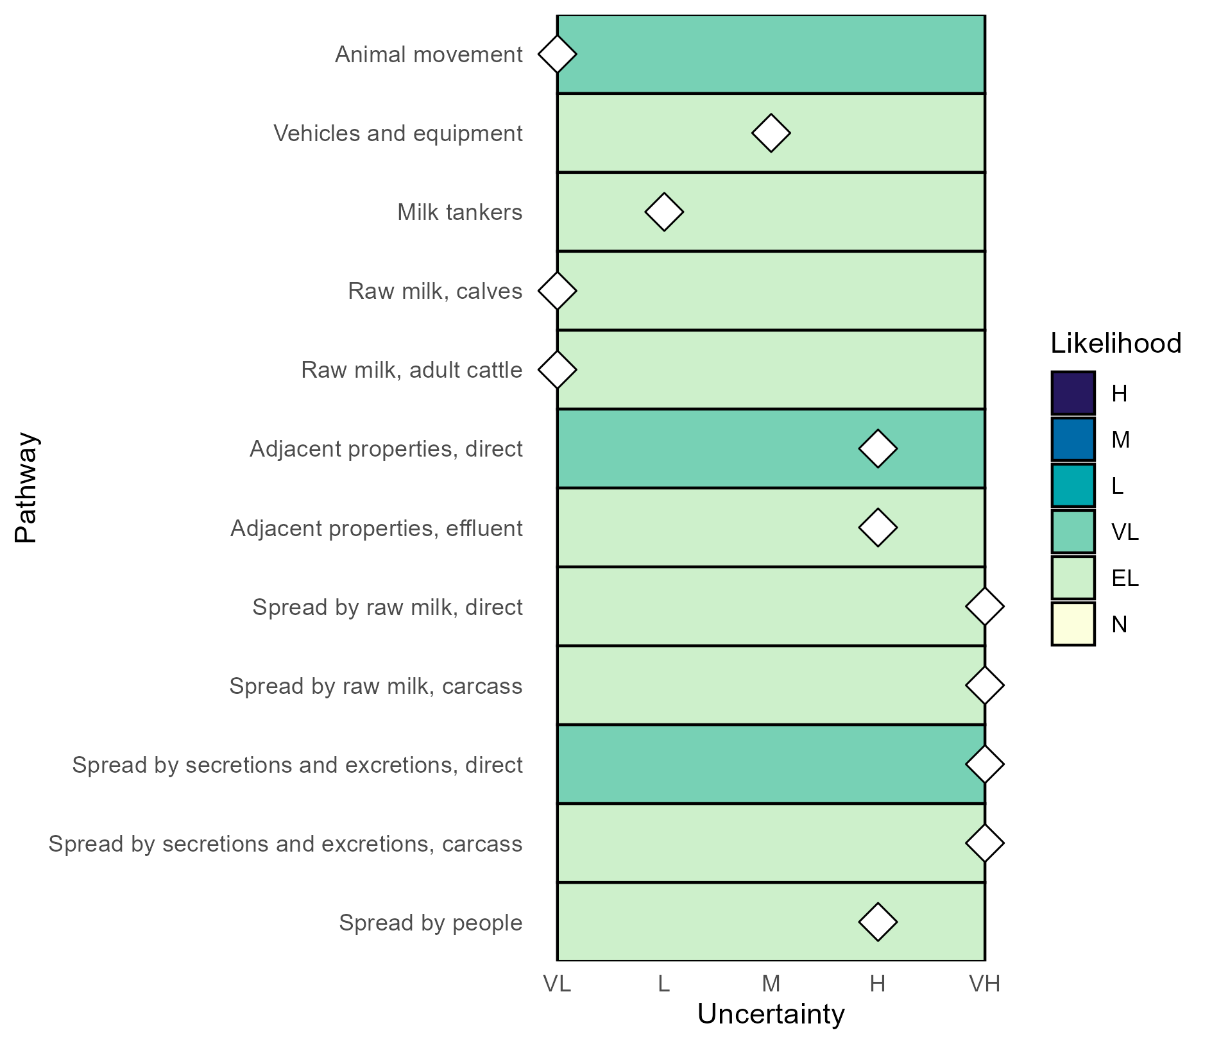 Animal movement
Vehicles and equipment
Milk tankers
Raw milk, calves
Raw milk, adult cattle
Adjacent properties, direct
Adjacent properties, effluent
Spread by raw milk, direct
Spread by raw milk, carcass
Spread by secretions and excretions, direct
Spread by secretions and excretions, carcass
Spread by people
Pathway
VL L M H VH
Uncertainty
Likelihood
H
M
L
VL
EL
N